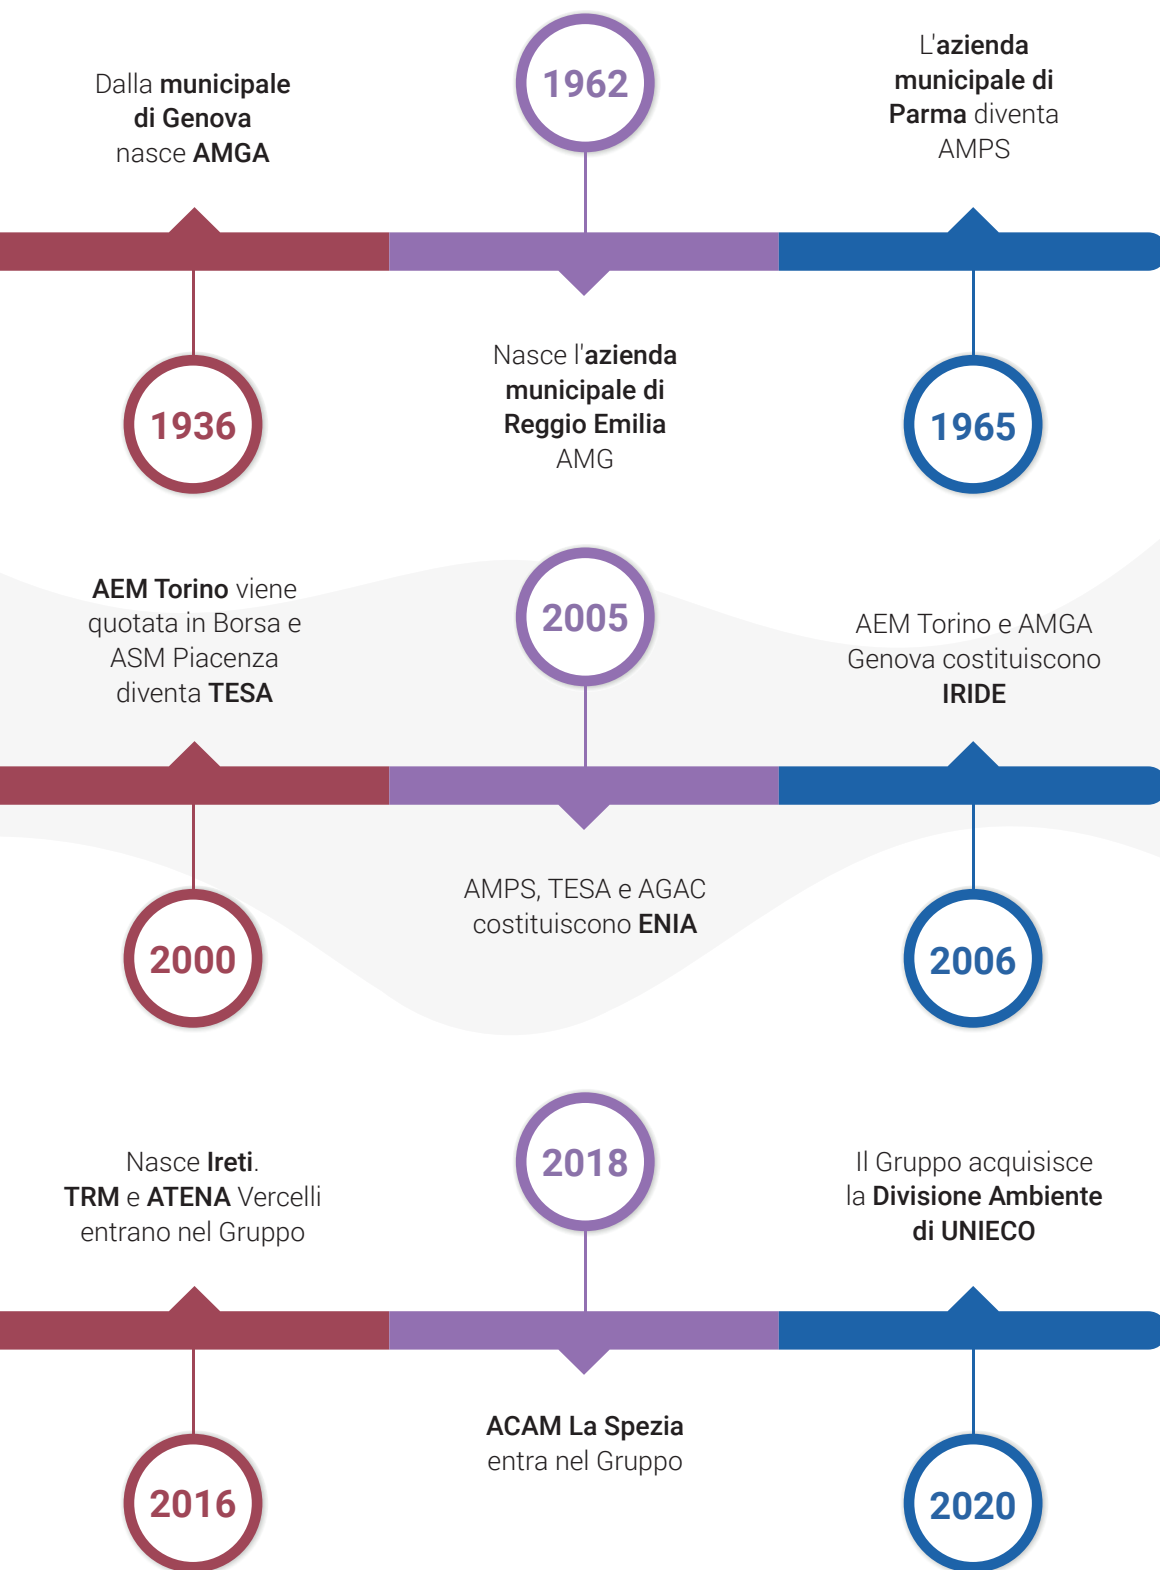 Dalla municipale
di Genova
nasce AMGA
1936
1962
Nasce l'azienda
municipale di
Reggio Emilia
AMG
L'azienda
municipale di
Parma diventa
AMPS
1965
AEM Torino viene
quotata in Borsa e
ASM Piacenza
diventa TESA
2000
2005
AMPS, TESA e AGAC
costituiscono ENIA
AEM Torino e AMGA
Genova costituiscono
IRIDE
2006
Nasce Ireti.
TRM e ATENA Vercelli
entrano nel Gruppo
2016
2018
ACAM La Spezia
entra nel Gruppo
Il Gruppo acquisisce
la Divisione Ambiente
di UNIECO
2020